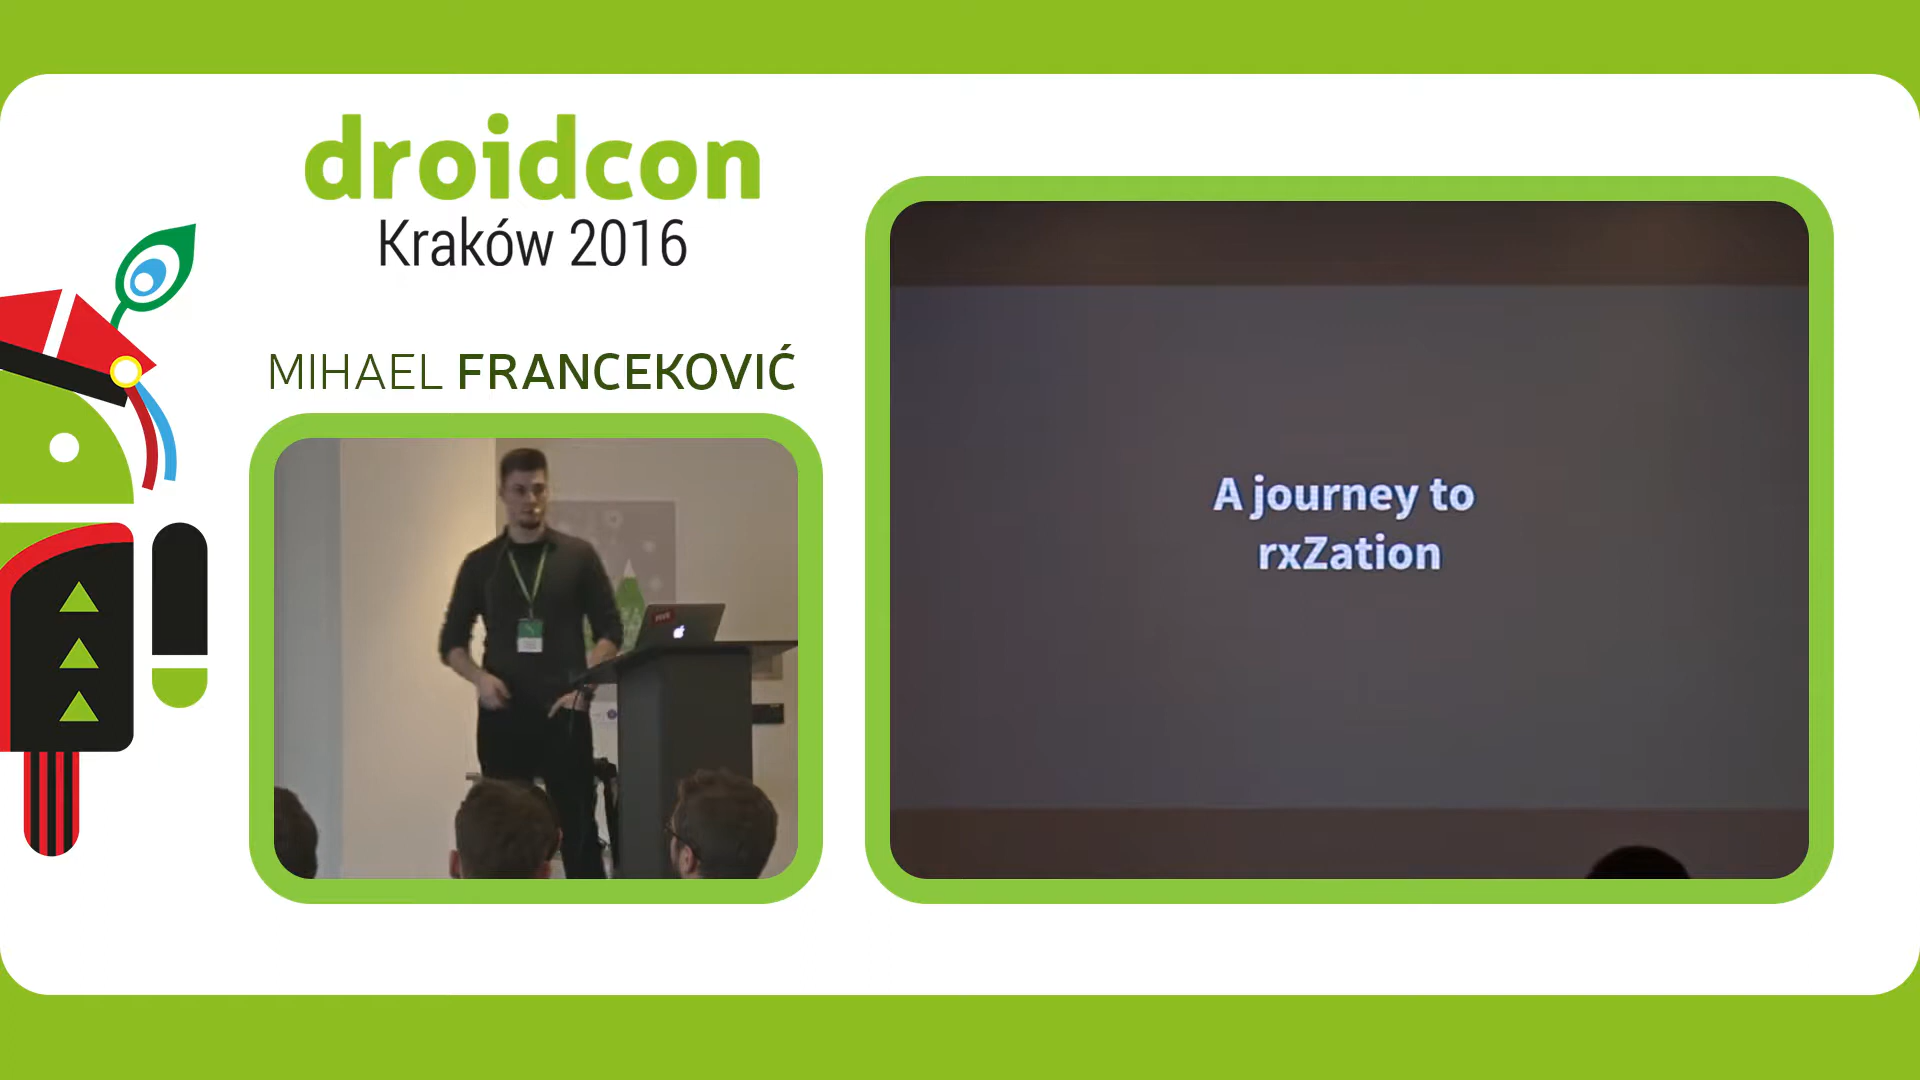 droidcon
Kraków 2016
MIHAEL FRANCEKOVIĆ
A journey to
rxZation